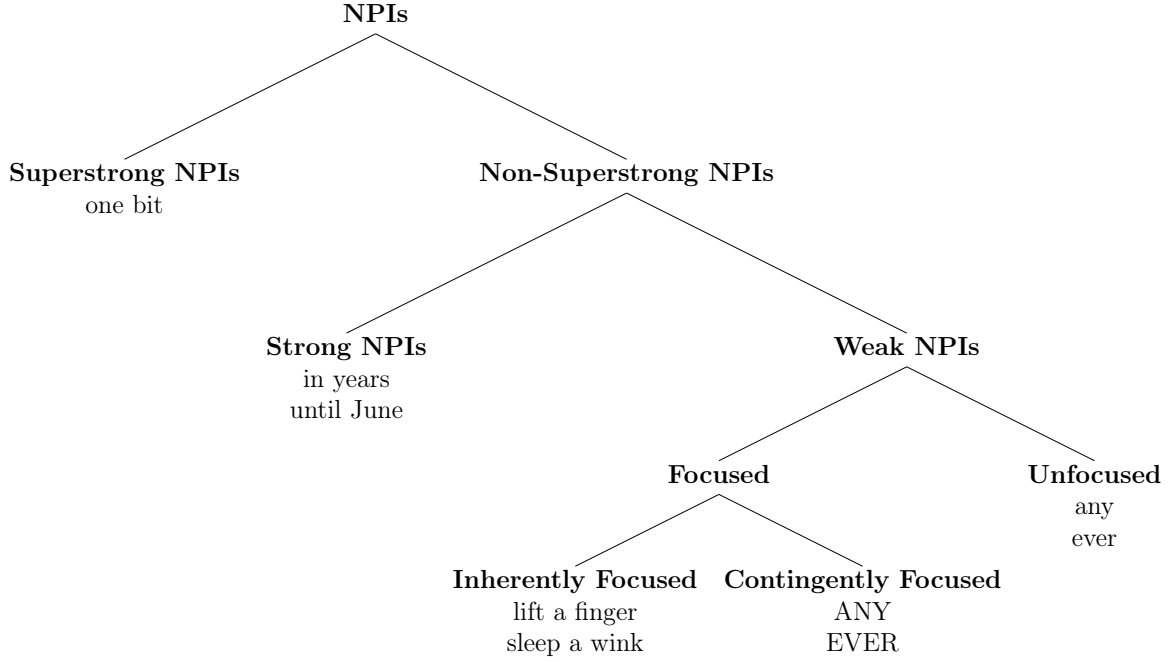 NPIs
Superstrong NPIs
one bit
Non-Superstrong NPIs
Strong NPIs
in years
until June
Weak NPIs
Focused
Inherently Focused
lift a finger
sleep a wink
Contingently Focused
ANY
EVER
Unfocused
any
ever